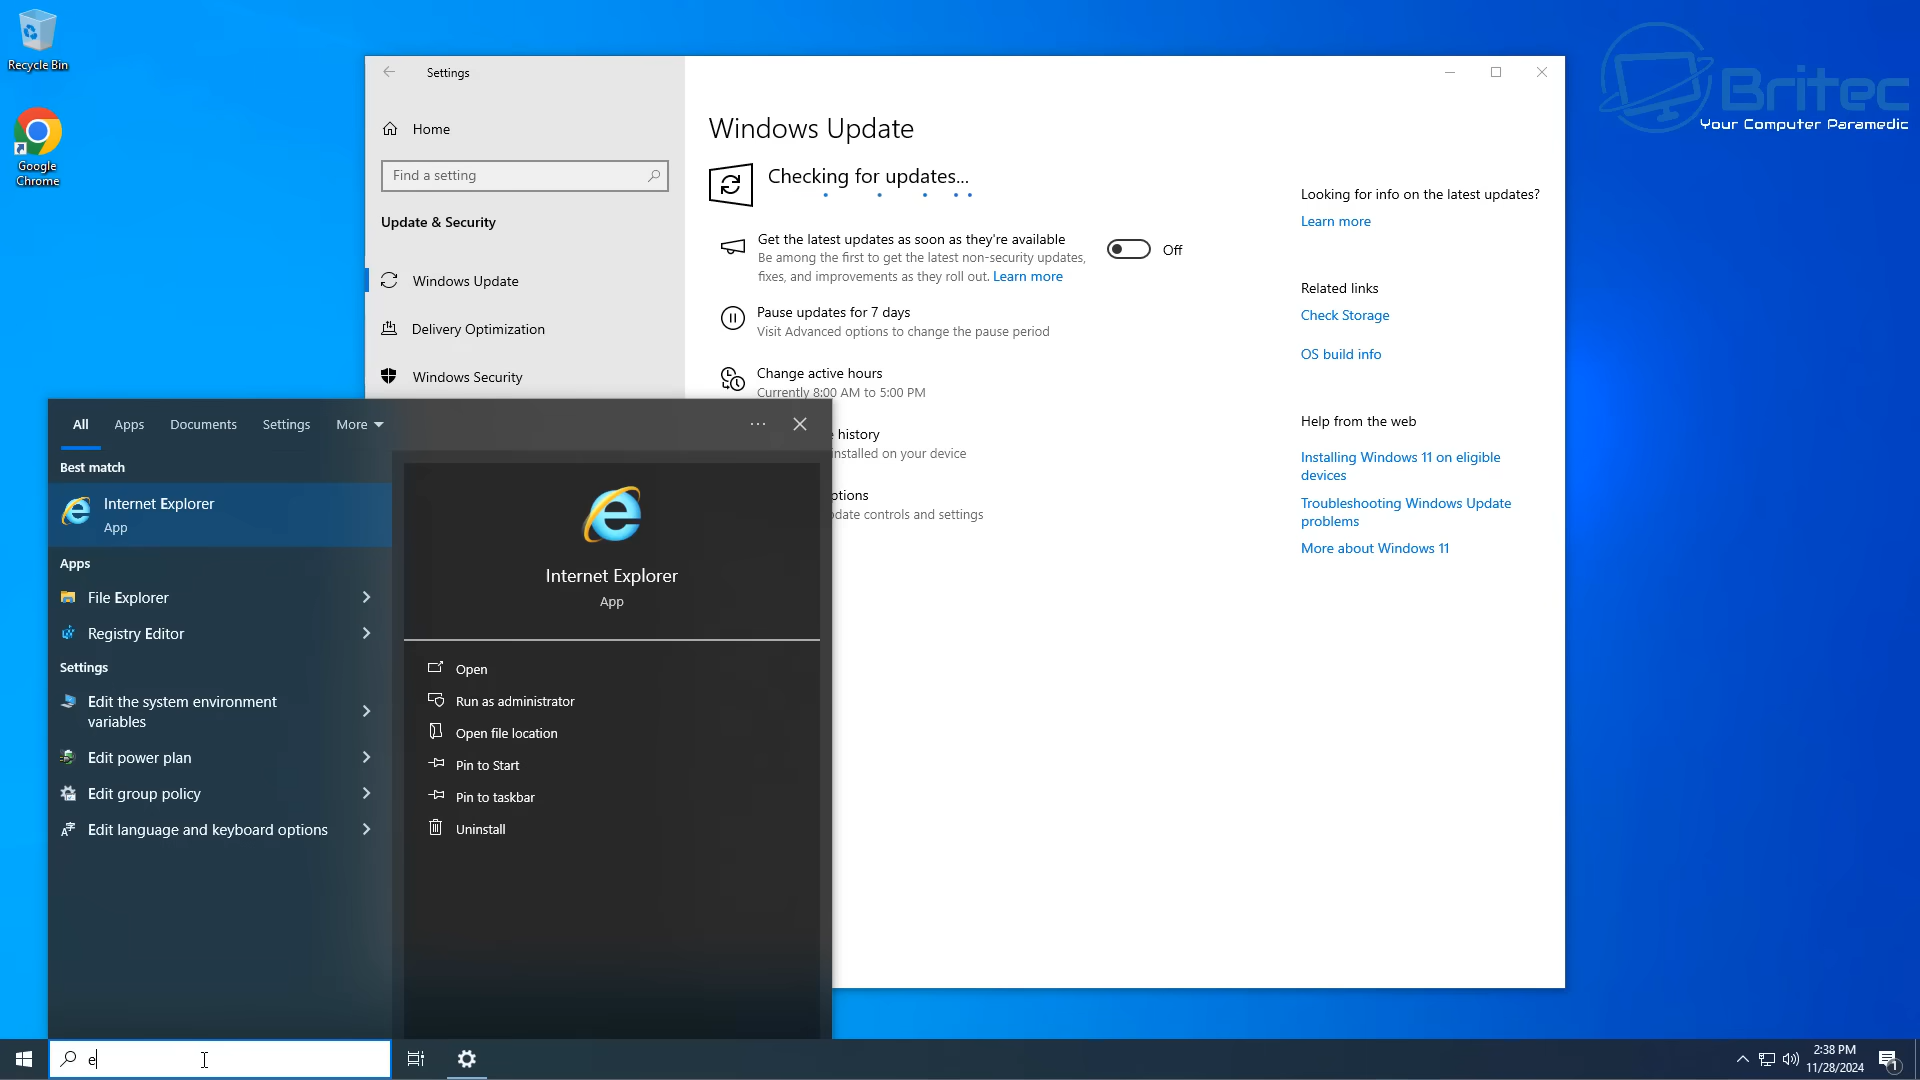 Recycle Bin
Google
Chrome
Settings
Home
Find a setting
Update & Security
Windows Update
Delivery Optimization
Windows Security
Windows Update
Checking for updates...
Get the latest updates as soon as they're available
Be among the first to get the latest non-security updates,
fixes, and improvements as they roll out. Learn more
Off
Pause updates for 7 days
Visit Advanced options to change the pause period
Change active hours
Currently 8:00 AM to 5:00 PM
history
installed on your device
controls and settings
Looking for info on the latest updates?
Learn more
Related links
Check Storage
OS build info
Help from the web
Installing Windows 11 on eligible
devices
Troubleshooting Windows Update
problems
More about Windows 11
Britec
Your Computer Paramedic
All
Apps
Documents
Settings
More
Best match
Internet Explorer
App
Apps
File Explorer
Registry Editor
Settings
Edit the system environment
variables
Edit power plan
Edit group policy
Edit language and keyboard options
Internet Explorer
App
Open
Run as administrator
Open file location
Pin to Start
Pin to taskbar
Uninstall
e
2:38 PM
11/28/2024
1